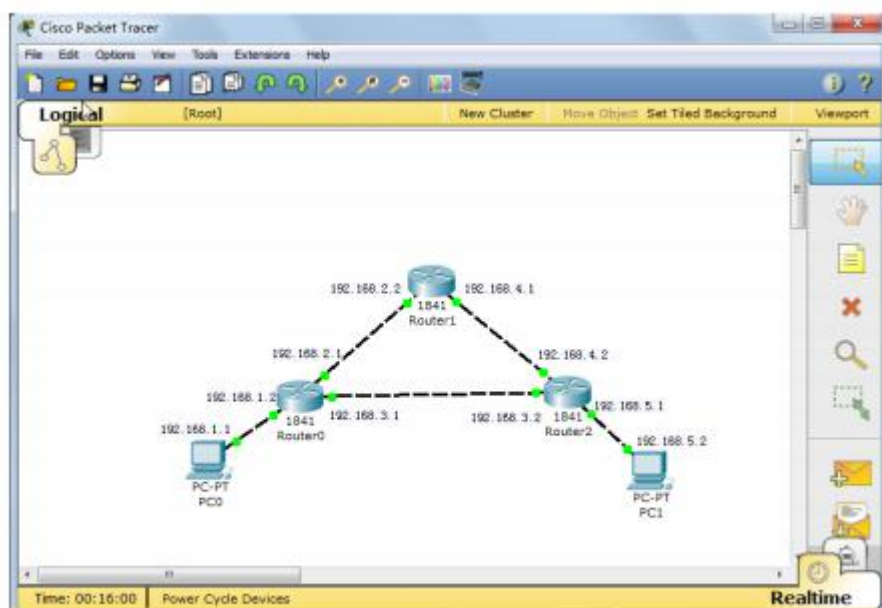 Cisco Packet Tracer
File Edit Options View Tools Extensions Help
Logical [Root] New Cluster Move Object Set Tiled Background Viewport
192.168.2.2 192.168.4.1
1841
Router1
192.168.2.1 192.168.4.2
192.168.1.2 192.168.5.1
192.168.3.1 192.168.3.2
1841 1841
Router0 Router2
192.168.1.1 192.168.5.2
PC-PT PC-PT
PC0 PC1
Time: 00:16:00 Power Cycle Devices Realtime